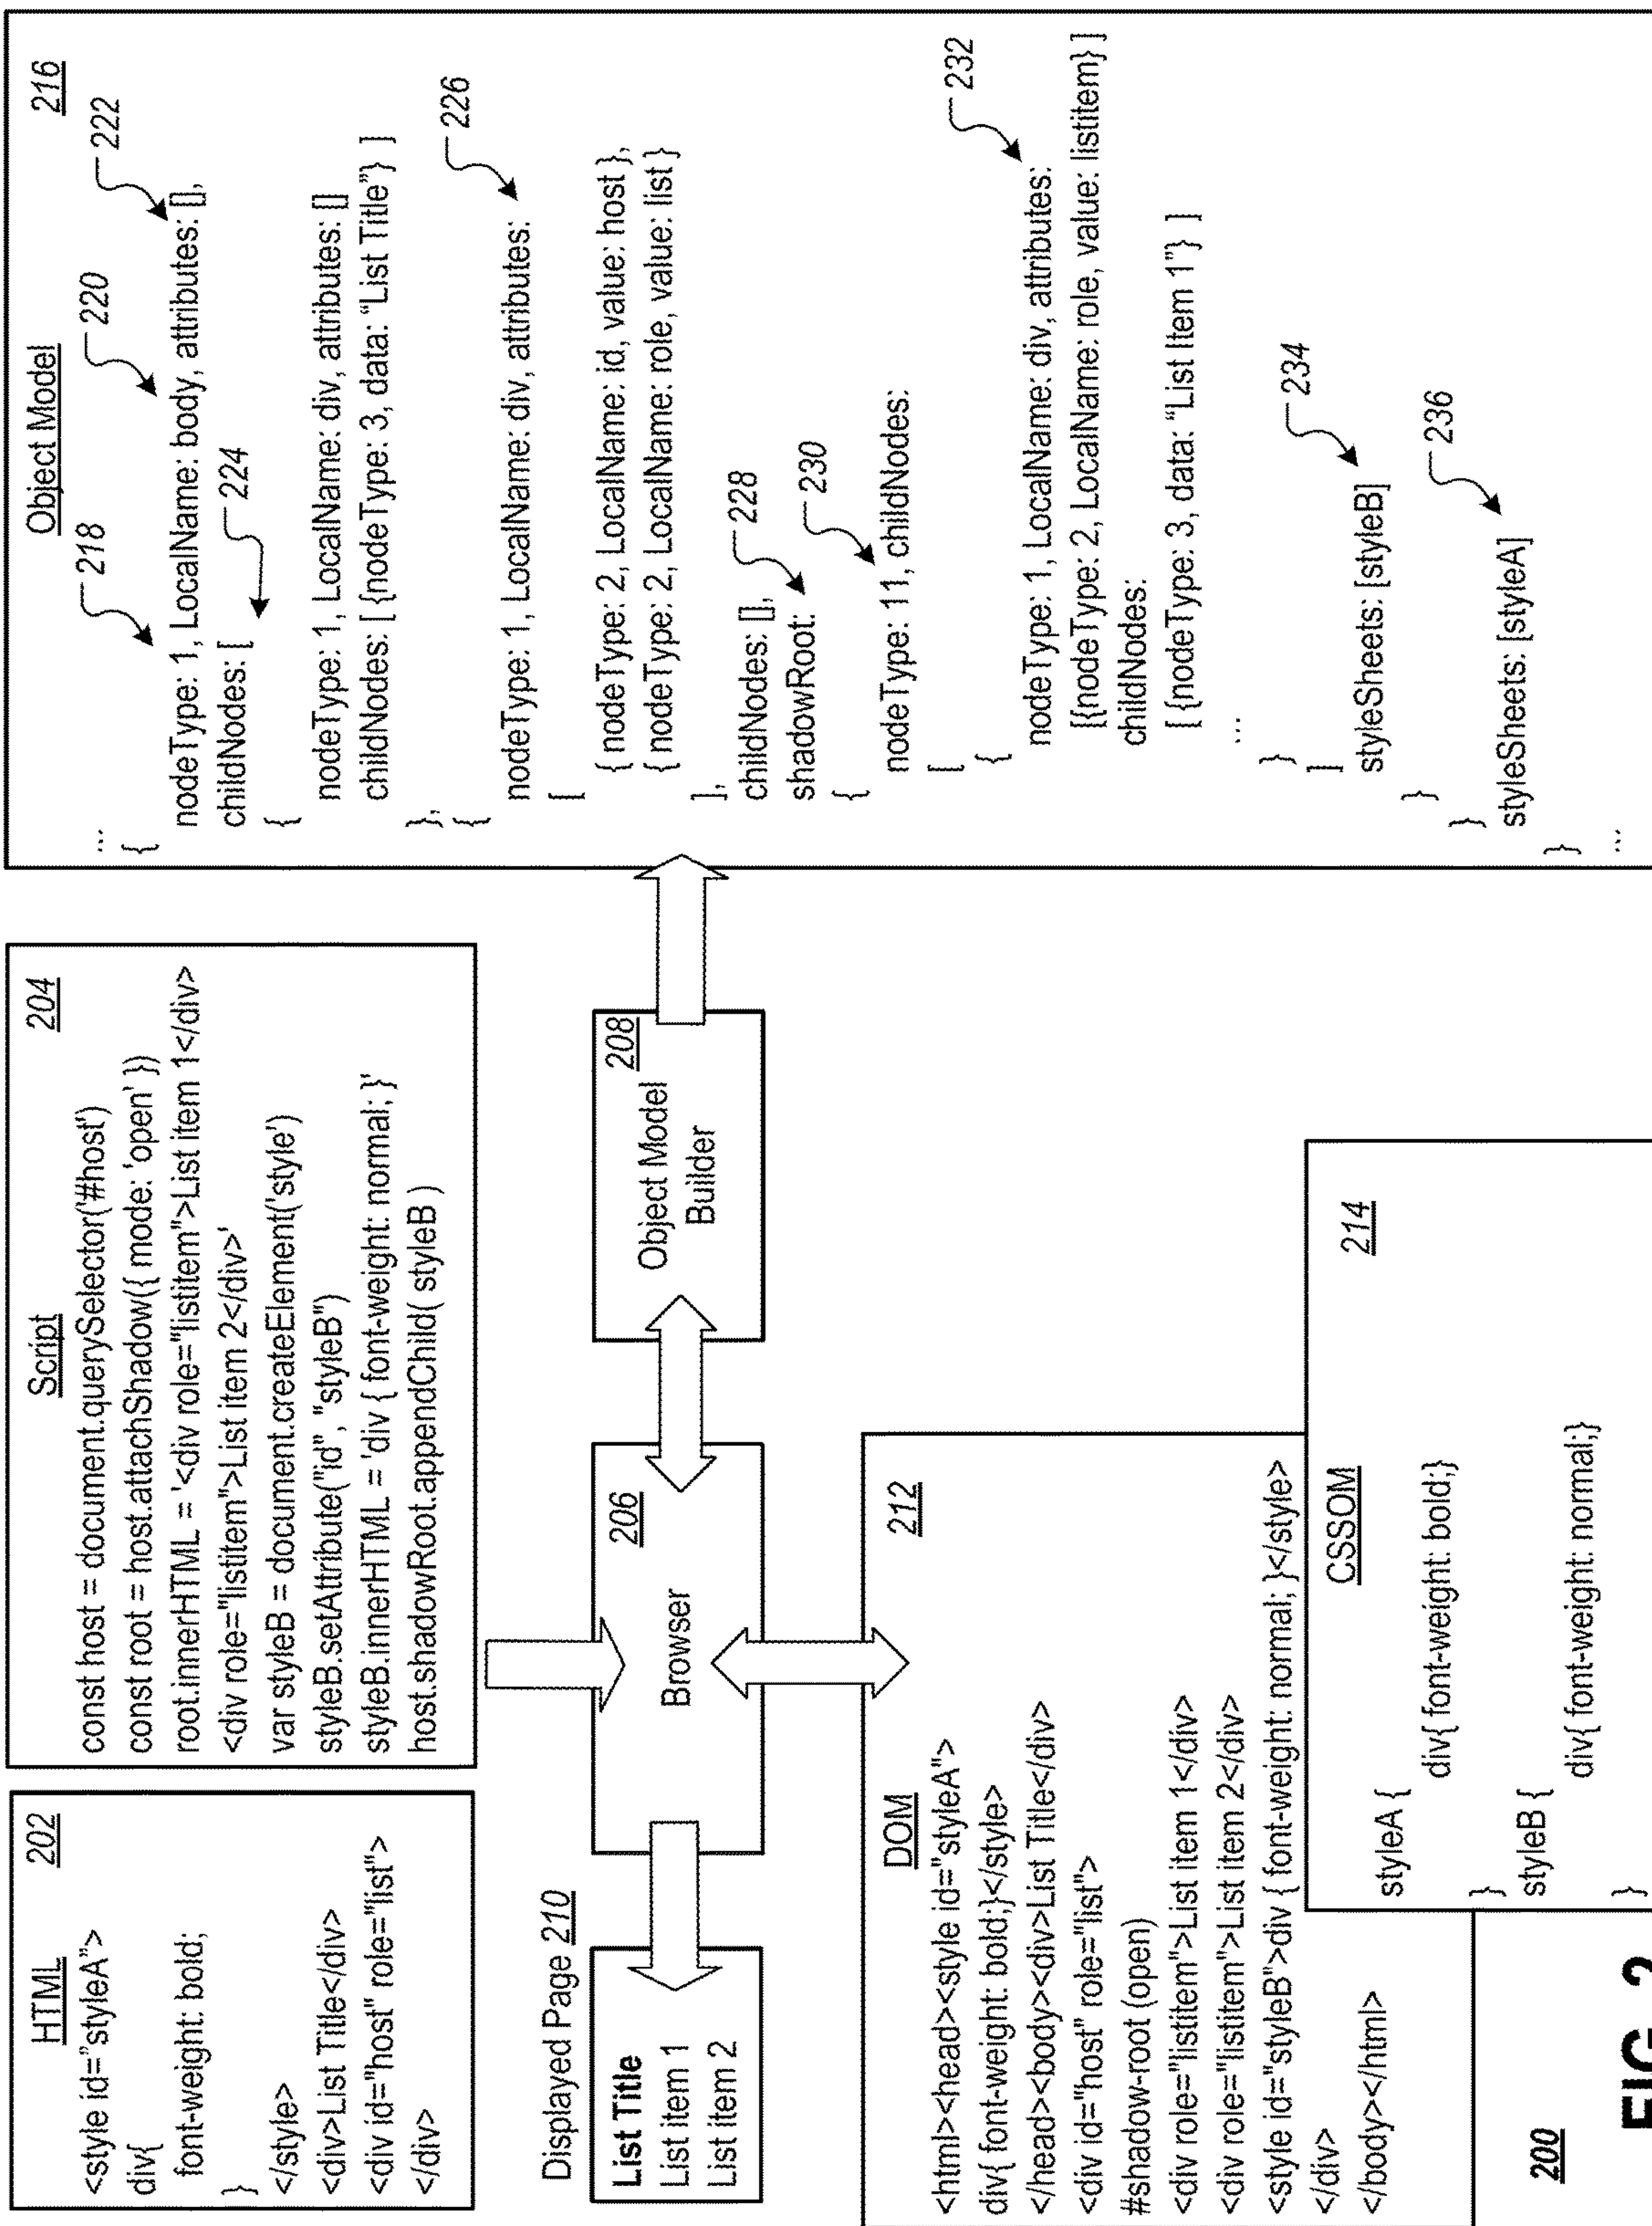 HTML 202
<style id="styleA">
div{
font-weight: bold;
}
</style>
<div>List Title</div>
<div id="host" role="list">
</div>
Script 204
const host = document.querySelector('#host')
const root = host.attachShadow({ mode: 'open' })
root.innerHTML = '<div role="listitem">List item 1</div>
<div role="listitem">List item 2</div>'
var styleB = document.createElement('style')
styleB.setAttribute("id", "styleB")
styleB.innerHTML = 'div { font-weight: normal; }'
host.shadowRoot.appendChild( styleB )
Displayed Page 210
List Title
List item 1
List item 2
206
Browser
208
Object Model
Builder
DOM 212
<html><head><style id="styleA">
div{ font-weight: bold;}</style>
</head><body><div>List Title</div>
<div id="host" role="list">
#shadow-root (open)
<div role="listitem">List item 1</div>
<div role="listitem">List item 2</div>
<style id="styleB">div { font-weight: normal; }</style>
</div>
</body></html>
CSSOM 214
styleA {
div{ font-weight: bold;}
}
styleB {
div{ font-weight: normal;}
}
Object Model 216
218 220 222
...
{
nodeType: 1, LocalName: body, attributes: [],
childNodes: [ 224
{
nodeType: 1, LocalName: div, attributes: []
childNodes: [ {nodeType: 3, data: “List Title”} ]
},
{ 226
nodeType: 1, LocalName: div, attributes:
[
{ nodeType: 2, LocalName: id, value: host },
{ nodeType: 2, LocalName: role, value: list }
],
childNodes: [], 228
shadowRoot: 230
{
nodeType: 11, childNodes:
[ 232
{
nodeType: 1, LocalName: div, attributes:
[{nodeType: 2, LocalName: role, value: listitem} ]
childNodes:
[ {nodeType: 3, data: “List Item 1”} ]
...
} 234
]
styleSheets: [styleB]
}
} 236
styleSheets: [styleA]
}
...
200
FIG. 2